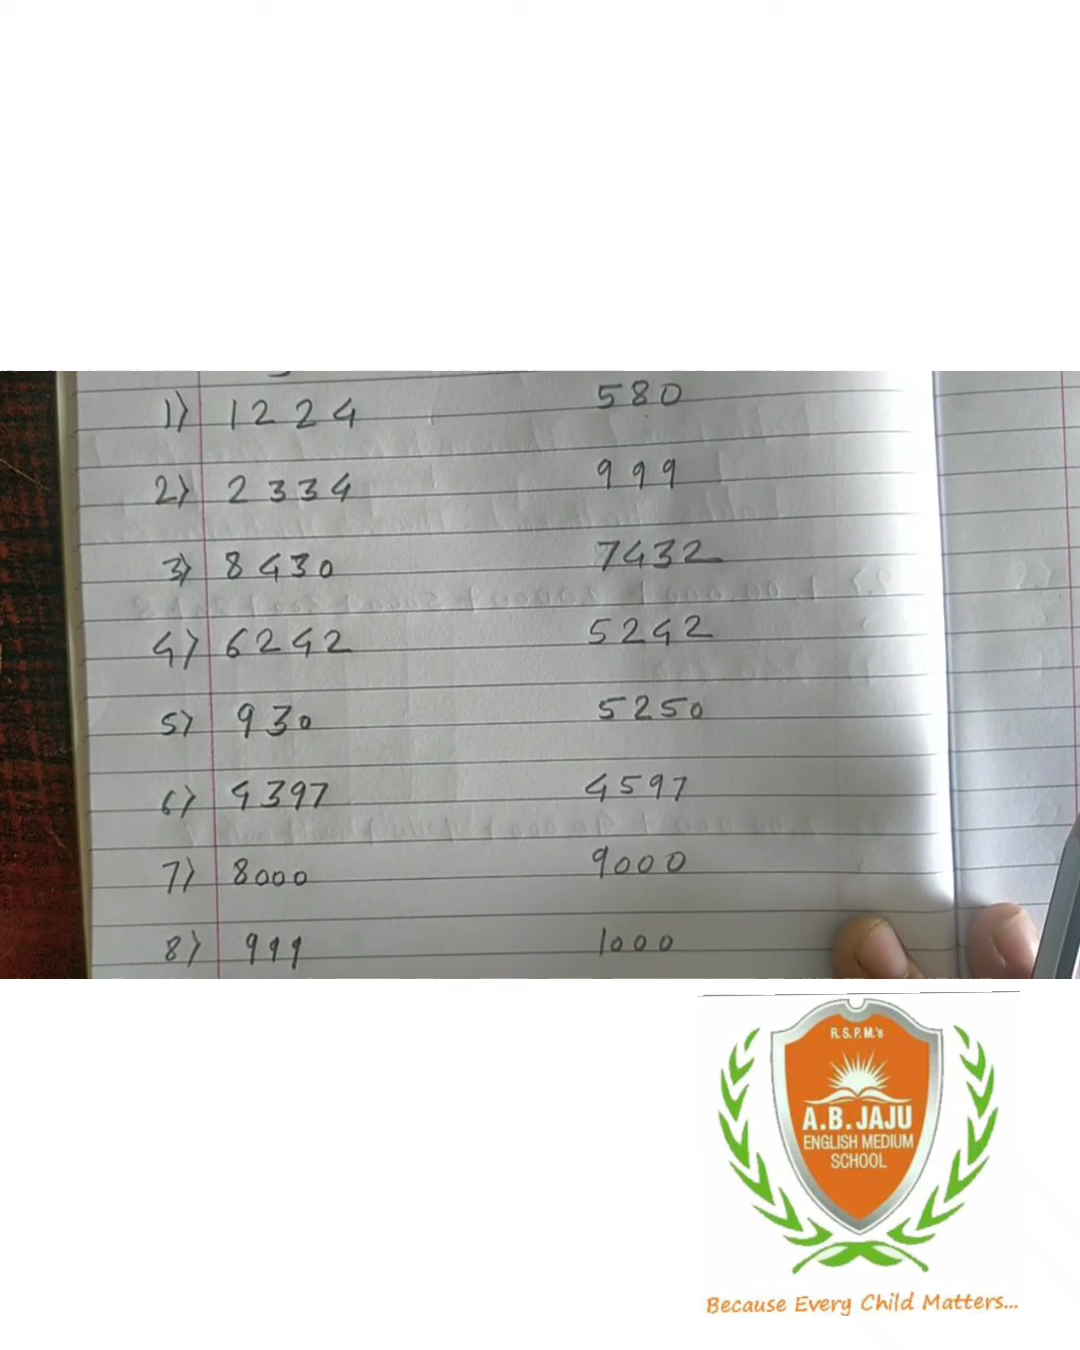 1) 1224 580
2) 2334 999
3) 8430 7432
4) 6242 5242
5) 930 5250
6) 4397 4597
7) 8000 9000
8) 999 1000
R.S.P.M.'s
A.B. JAJU
ENGLISH MEDIUM
SCHOOL
Because Every Child Matters...